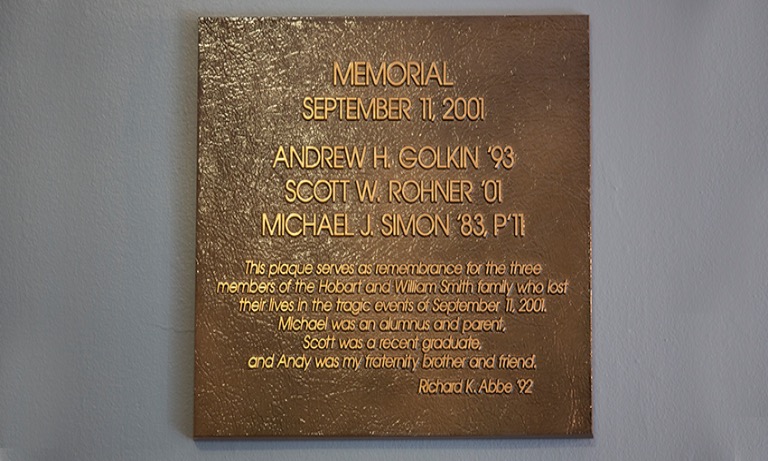 MEMORIAL
SEPTEMBER 11, 2001
ANDREW H. GOLKIN '93
SCOTT W. ROHNER '01
MICHAEL J. SIMON '83, P'11
This plaque serves as remembrance for the three
members of the Hobart and William Smith family who lost
their lives in the tragic events of September 11, 2001.
Michael was an alumnus and parent,
Scott was a recent graduate,
and Andy was my fraternity brother and friend.
Richard K. Abbe '92